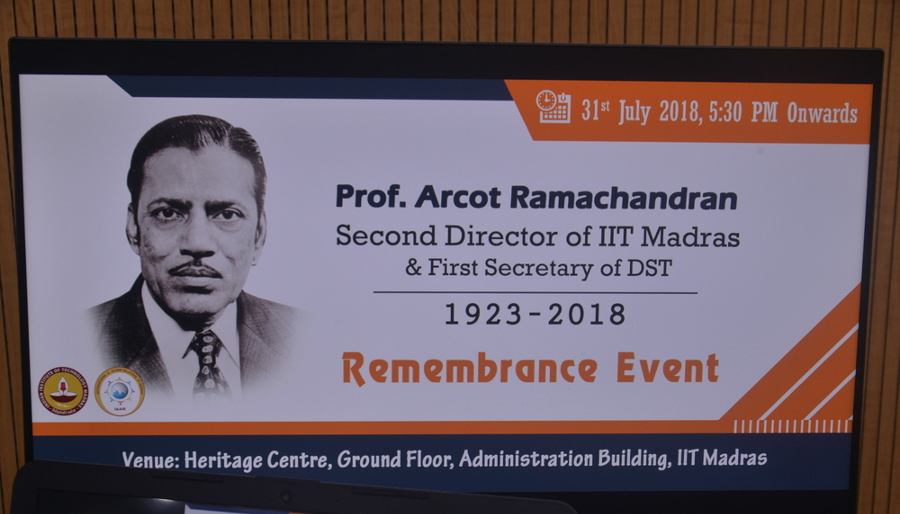 31st July 2018, 5:30 PM Onwards
Prof. Arcot Ramachandran
Second Director of IIT Madras
& First Secretary of DST
1923-2018
Remembrance Event
Venue: Heritage Centre, Ground Floor, Administration Building, IIT Madras